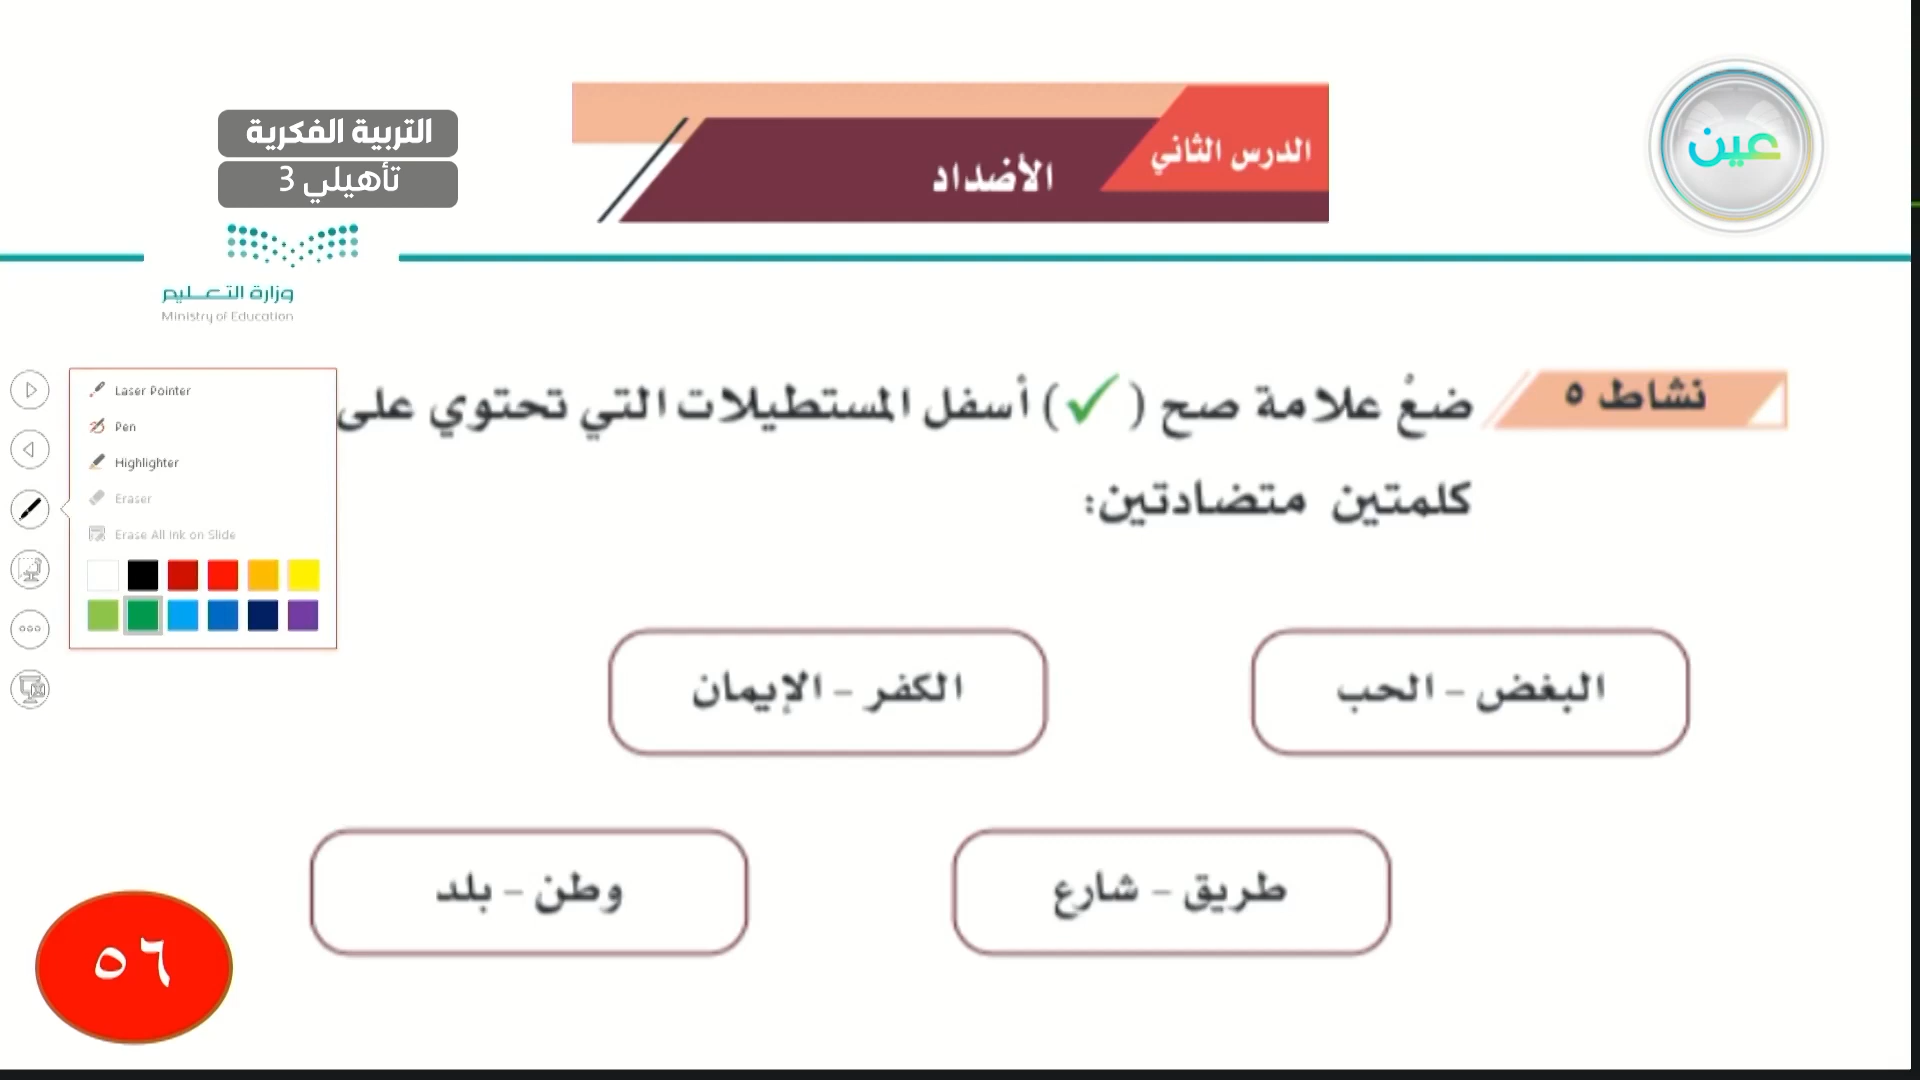 التربية الفكرية
تأهيلي 3
الدرس الثاني
الأضداد
عين
وزارة التعليم
Ministry of Education
نشاط ٥
ضعُ علامة صح (✓) أسفل المستطيلات التي تحتوي على
كلمتين متضادتين:
Laser Pointer
Pen
Highlighter
Eraser
Erase All Ink on Slide
البغض – الحب
الكفر – الإيمان
طريق – شارع
وطن – بلد
٥٦